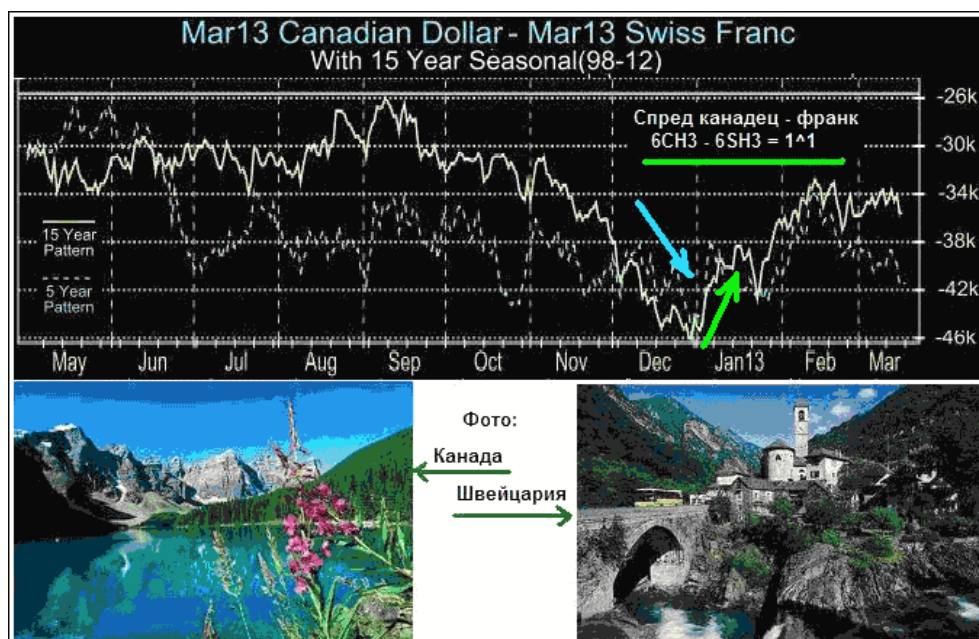 Mar13 Canadian Dollar - Mar13 Swiss Franc
With 15 Year Seasonal(98-12)
-26k
Спред канадец - франк
6CH3 - 6SH3 = 1^1
-30k
-34k
15 Year
Pattern
-38k
5 Year
Pattern
-42k
-46k
May Jun Jul Aug Sep Oct Nov Dec Jan13 Feb Mar
Фото:
Канада
Швейцария